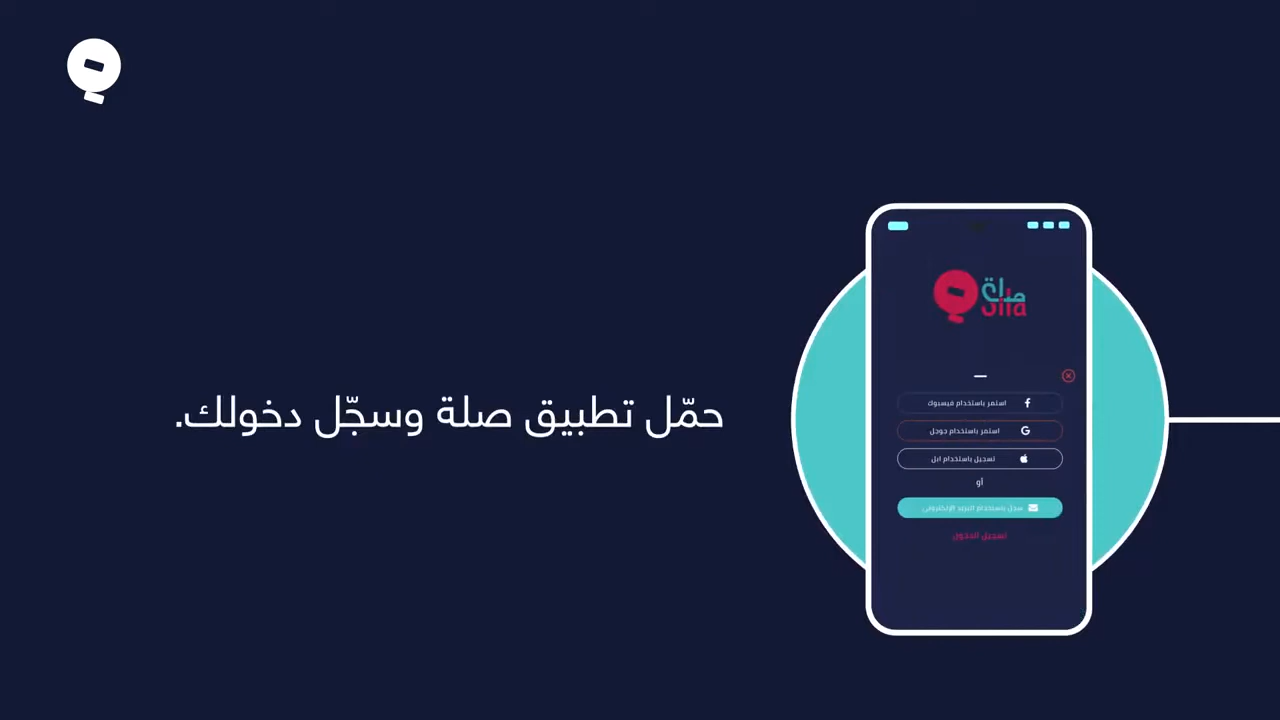 حمّل تطبيق صلة وسجّل دخولك.
صلة
استمر باستخدام فيسبوك
استمر باستخدام جوجل
تسجيل باستخدام ابل
أو
سجل باستخدام البريد الإلكتروني
تسجيل الدخول